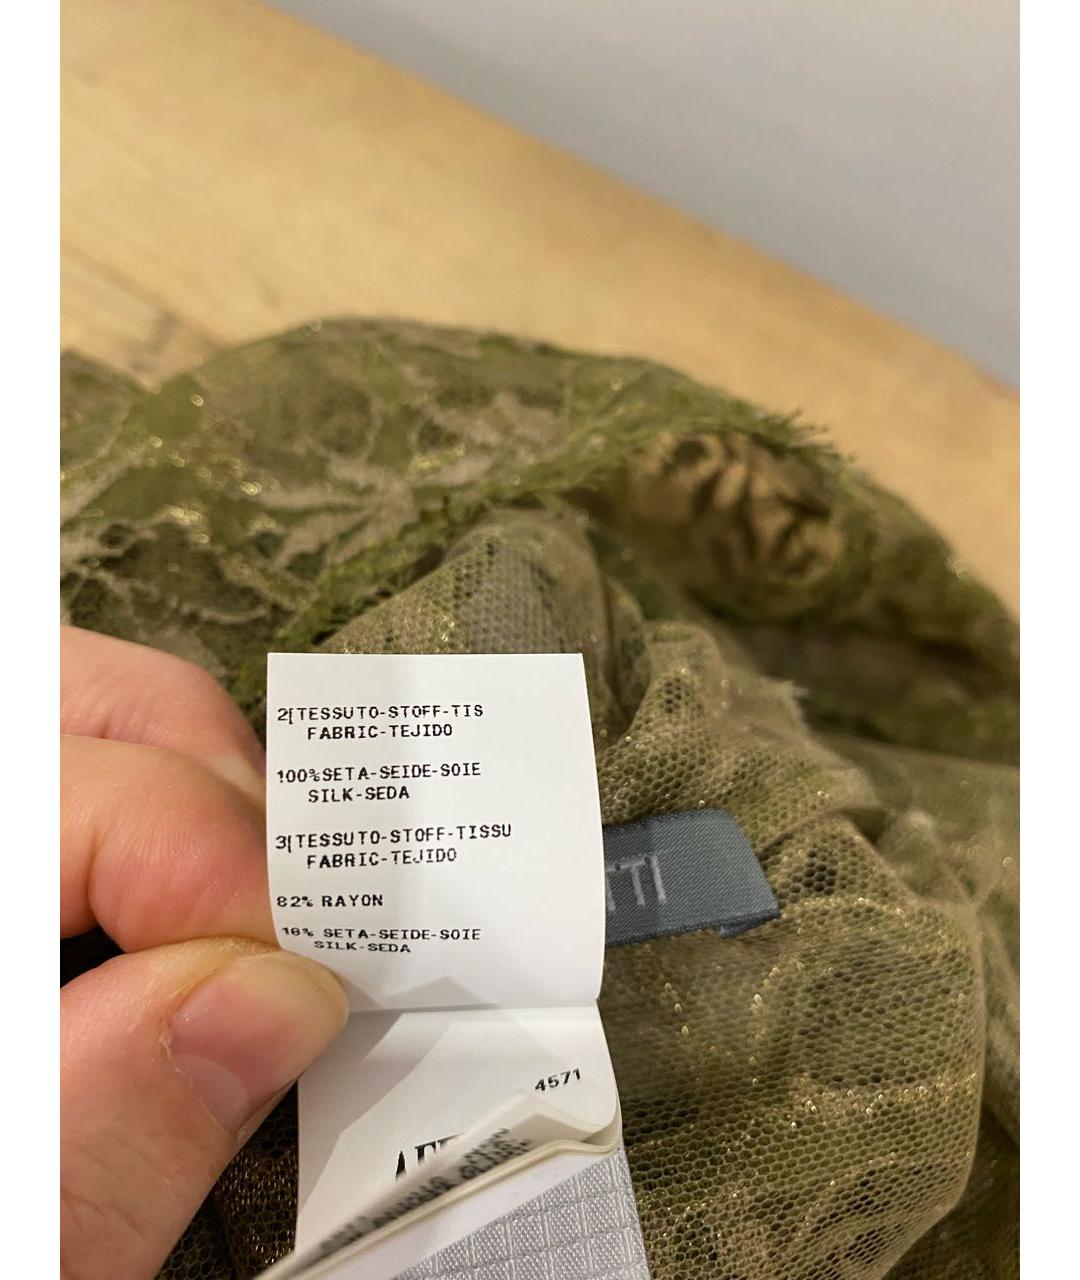 2[TESSUTO-STOFF-TIS
FABRIC-TEJIDO
100%SETA-SEIDE-SOIE
SILK-SEDA
3[TESSUTO-STOFF-TISSU
FABRIC-TEJIDO
82% RAYON
18% SETA-SEIDE-SOIE
SILK-SEDA
4571